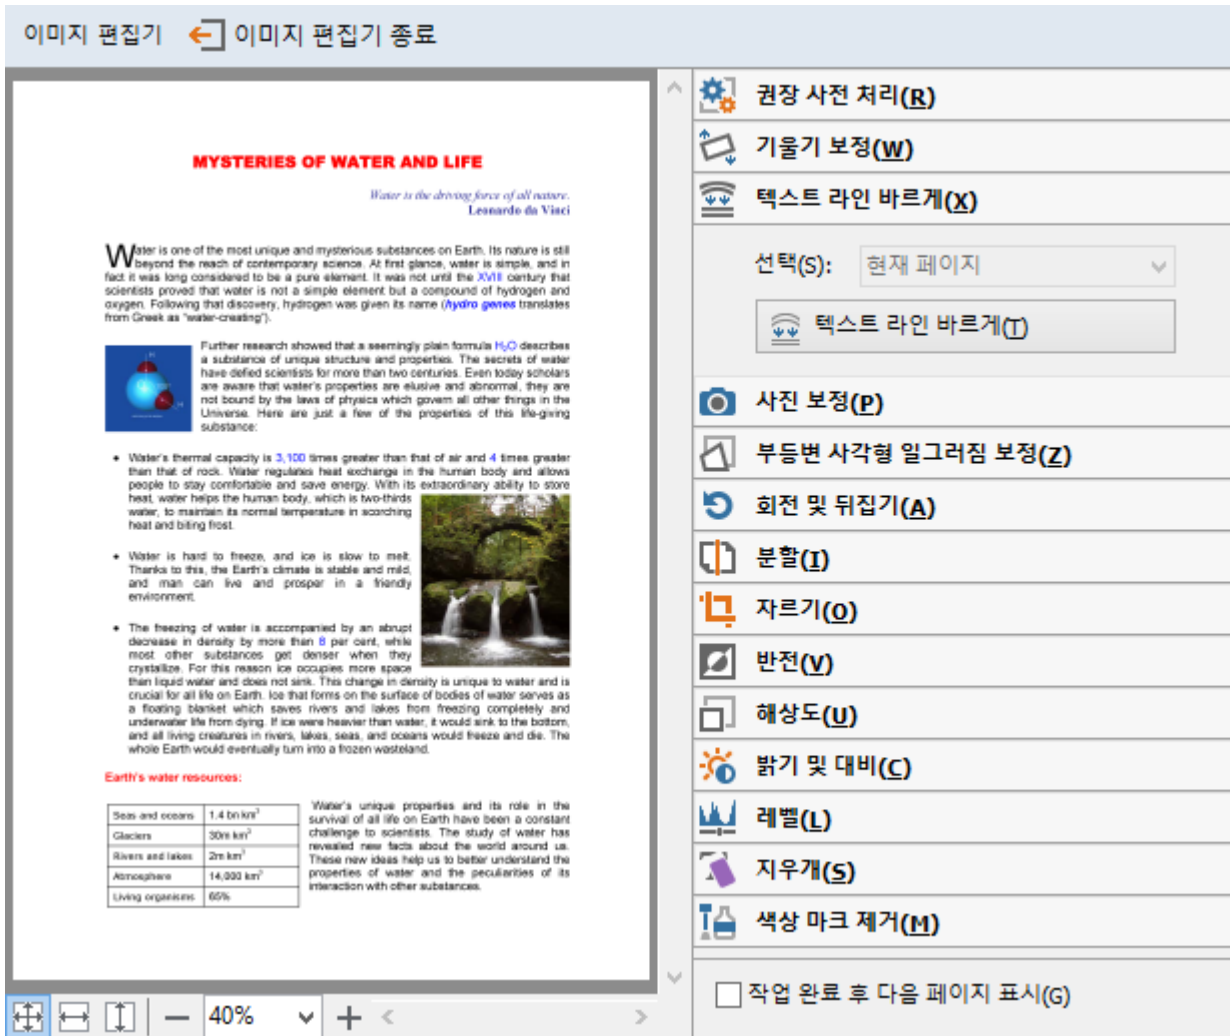 이미지 편집기 이미지 편집기 종료
MYSTERIES OF WATER AND LIFE
Water is the driving force of all nature.
Leonardo da Vinci
Water is one of the most unique and mysterious substances on Earth. Its nature is still
beyond the reach of contemporary science. At first glance, water is simple, and in
fact it was long considered to be a pure element. It was not until the XVIII century that
scientists proved that water is not a simple element but a compound of hydrogen and
oxygen. Following that discovery, hydrogen was given its name (hydro genes translates
from Greek as "water-creating").
Further research showed that a seemingly plain formula H₂O describes
a substance of unique structure and properties. The secrets of water
have defied scientists for more than two centuries. Even today scholars
are aware that water's properties are elusive and abnormal, they are
not bound by the laws of physics which govern all other things in the
Universe. Here are just a few of the properties of this life-giving
substance:
• Water's thermal capacity is 3,100 times greater than that of air and 4 times greater
than that of rock. Water regulates heat exchange in the human body and allows
people to stay comfortable and save energy. With its extraordinary ability to store
heat, water helps the human body, which is two-thirds
water, to maintain its normal temperature in scorching
heat and biting frost.
• Water is hard to freeze, and ice is slow to melt.
Thanks to this, the Earth's climate is stable and mild,
and man can live and prosper in a friendly
environment.
• The freezing of water is accompanied by an abrupt
decrease in density by more than 8 per cent, while
most other substances get denser when they
crystallize. For this reason ice occupies more space
than liquid water and does not sink. This change in density is unique to water and is
crucial for all life on Earth. Ice that forms on the surface of bodies of water serves as
a floating blanket which saves rivers and lakes from freezing completely and
underwater life from dying. If ice were heavier than water, it would sink to the bottom,
and all living creatures in rivers, lakes, seas, and oceans would freeze and die. The
whole Earth would eventually turn into a frozen wasteland.
Earth's water resources:
Seas and oceans 1.4 bn km³
Glaciers 30m km³
Rivers and lakes 2m km³
Atmosphere 14,000 km³
Living organisms 65%
Water's unique properties and its role in the
survival of all life on Earth have been a constant
challenge to scientists. The study of water has
revealed new facts about the world around us.
These new ideas help us to better understand the
properties of water and the peculiarities of its
interaction with other substances.
40%
권장 사전 처리(R)
기울기 보정(W)
텍스트 라인 바르게(X)
선택(S): 현재 페이지
텍스트 라인 바르게(T)
사진 보정(P)
부등변 사각형 일그러짐 보정(Z)
회전 및 뒤집기(A)
분할(I)
자르기(O)
반전(V)
해상도(U)
밝기 및 대비(C)
레벨(L)
지우개(S)
색상 마크 제거(M)
작업 완료 후 다음 페이지 표시(G)